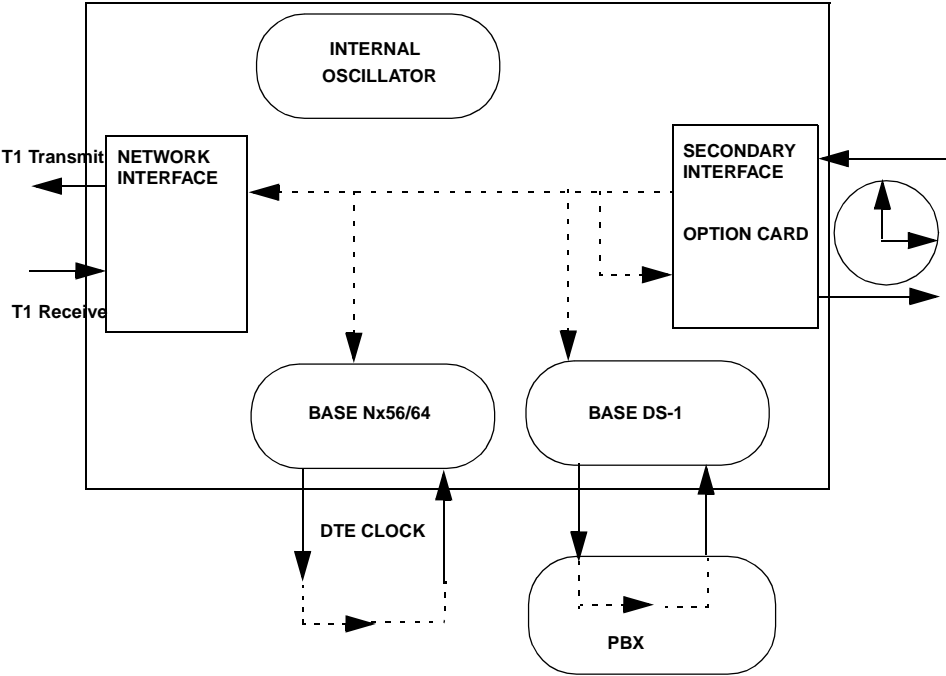 INTERNAL
OSCILLATOR
T1 Transmit
NETWORK
INTERFACE
SECONDARY
INTERFACE
OPTION CARD
T1 Receive
BASE Nx56/64
BASE DS-1
DTE CLOCK
PBX